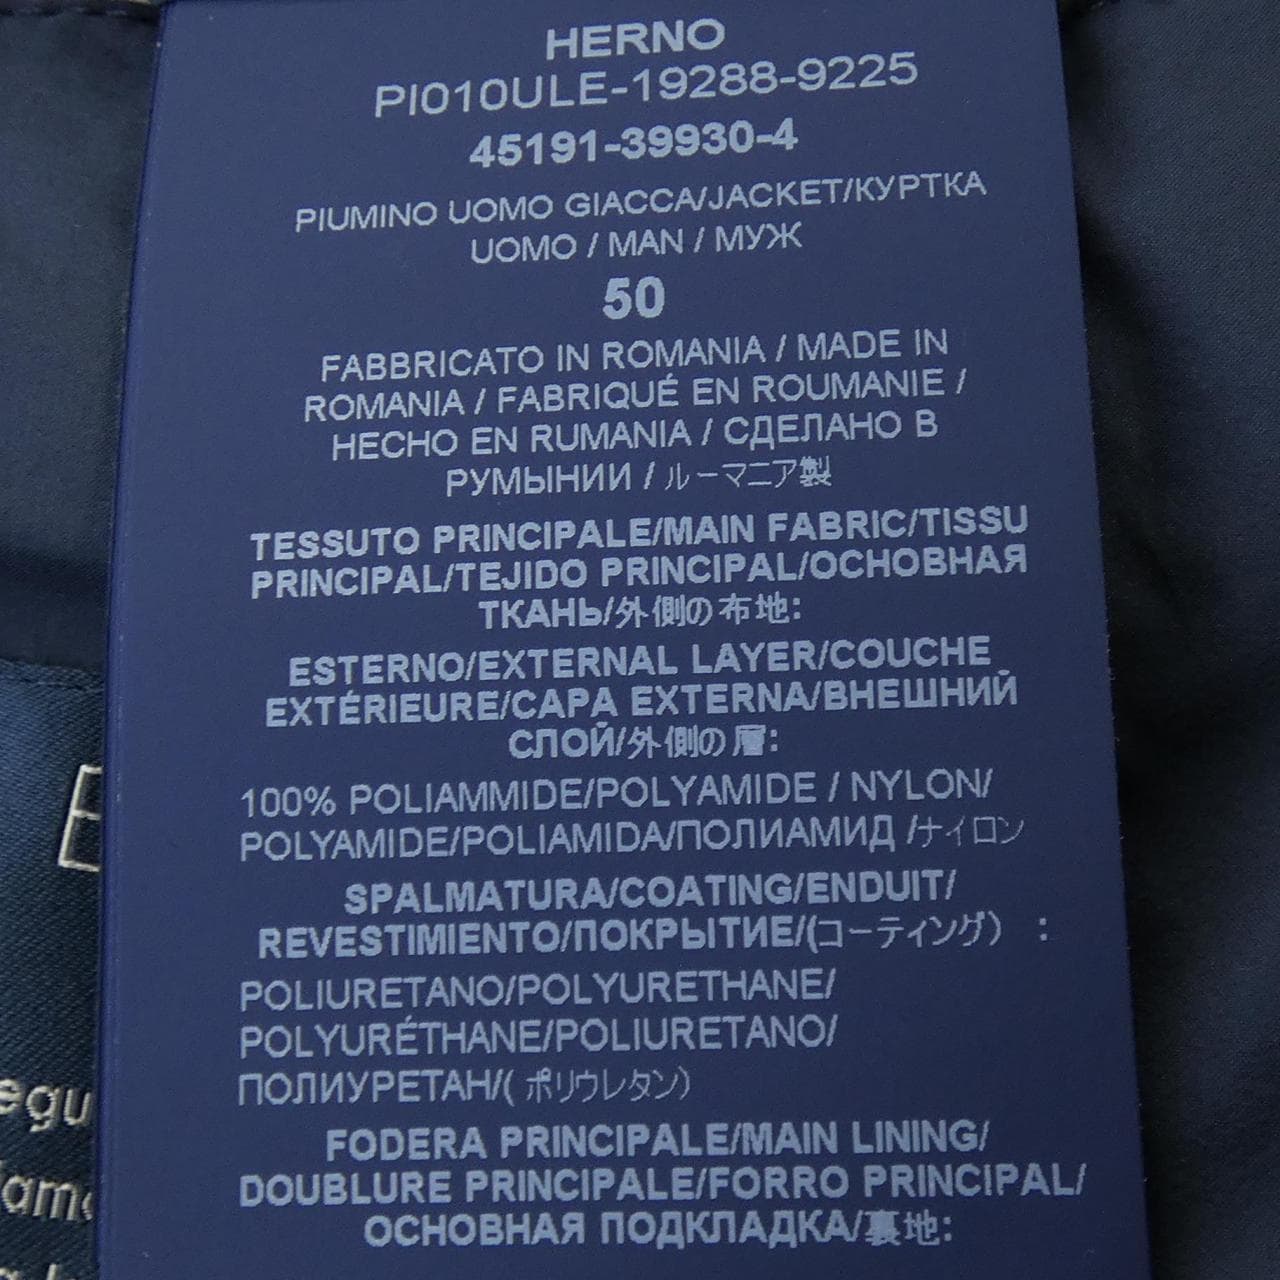 HERNO
PI010ULE-19288-9225
45191-39930-4
PIUMINO UOMO GIACCA/JACKET/КУРТКА
UOMO / MAN / МУЖ
50
FABBRICATO IN ROMANIA / MADE IN
ROMANIA / FABRIQUÉ EN ROUMANIE /
HECHO EN RUMANIA / СДЕЛАНО В
РУМЫНИИ / ルーマニア製
TESSUTO PRINCIPALE/MAIN FABRIC/TISSU
PRINCIPAL/TEJIDO PRINCIPAL/ОСНОВНАЯ
ТКАНЬ/外側の布地:
ESTERNO/EXTERNAL LAYER/COUCHE
EXTÉRIEURE/CAPA EXTERNA/ВНЕШНИЙ
СЛОЙ/外側の層:
100% POLIAMMIDE/POLYAMIDE / NYLON/
POLYAMIDE/POLIAMIDA/ПОЛИАМИД /ナイロン
SPALMATURA/COATING/ENDUIT/
REVESTIMIENTO/ПОКРЫТИЕ/(コーティング) :
POLIURETANO/POLYURETHANE/
POLYURÉTHANE/POLIURETANO/
ПОЛИУРЕТАН/( ポリウレタン)
FODERA PRINCIPALE/MAIN LINING/
DOUBLURE PRINCIPALE/FORRO PRINCIPAL/
ОСНОВНАЯ ПОДКЛАДКА/裏地: